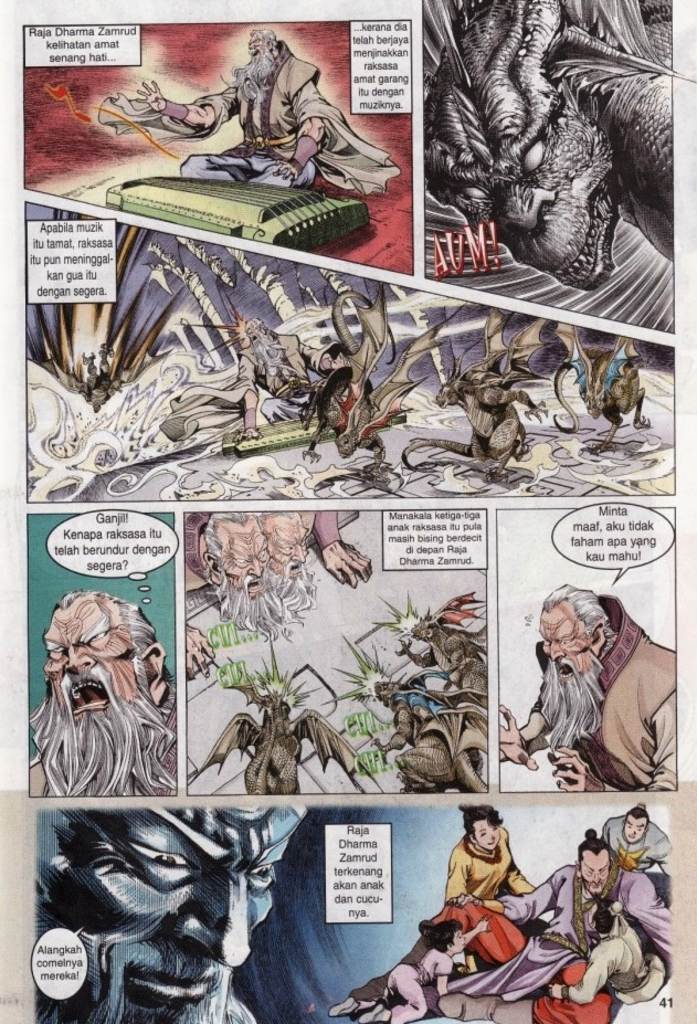 Raja Dharma Zamrud
kelihatan amat
senang hati...
...kerana dia
telah berjaya
menjinakkan
raksasa
amat garang
itu dengan
muziknya.
AUM!
Apabila muzik
itu tamat, raksasa
itu pun meninggal-
kan gua itu
dengan segera.
Ganjil!
Kenapa raksasa itu
telah berundur dengan
segera?
Manakala ketiga-tiga
anak raksasa itu pula
masih bising berdecit
di depan Raja
Dharma Zamrud.
CIII...
CIII...
CIII...
CIII...
Minta
maaf, aku tidak
faham apa yang
kau mahu!
Raja
Dharma
Zamrud
terkenang
akan anak
dan cucu-
nya.
Alangkah
comelnya
mereka!
41